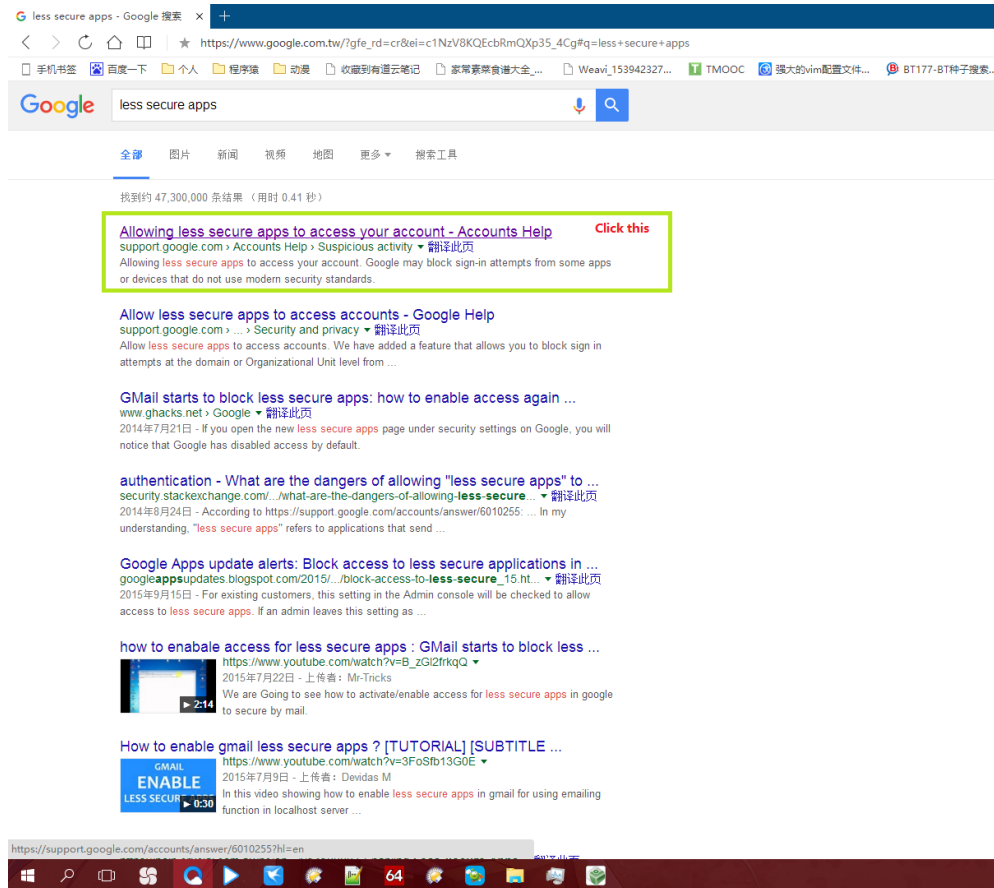 less secure apps - Google 搜索
https://www.google.com.tw/?gfe_rd=cr&ei=c1NzV8KQEcbRmQXp35_4Cg#q=less+secure+apps
手机书签 百度一下 个人 程序猿 动漫 收藏到有道云笔记 家常素菜食谱大全_... Weavi_153942327... TMOOC 强大的vim配置文件... BT177-BT种子搜索...
Google less secure apps
全部 图片 新闻 视频 地图 更多 搜索工具
找到约 47,300,000 条结果 （用时 0.41 秒）
Allowing less secure apps to access your account - Accounts Help Click this
support.google.com › Accounts Help › Suspicious activity ▼ 翻译此页
Allowing less secure apps to access your account. Google may block sign-in attempts from some apps
or devices that do not use modern security standards.
Allow less secure apps to access accounts - Google Help
support.google.com › ... › Security and privacy ▼ 翻译此页
Allow less secure apps to access accounts. We have added a feature that allows you to block sign in
attempts at the domain or Organizational Unit level from ...
GMail starts to block less secure apps: how to enable access again ...
www.ghacks.net › Google ▼ 翻译此页
2014年7月21日 - If you open the new less secure apps page under security settings on Google, you will
notice that Google has disabled access by default.
authentication - What are the dangers of allowing "less secure apps" to ...
security.stackexchange.com/.../what-are-the-dangers-of-allowing-less-secure... ▼ 翻译此页
2014年8月24日 - According to https://support.google.com/accounts/answer/6010255: ... In my
understanding, "less secure apps" refers to applications that send ...
Google Apps update alerts: Block access to less secure applications in ...
googleappsupdates.blogspot.com/2015/.../block-access-to-less-secure_15.ht... ▼ 翻译此页
2015年9月15日 - For existing customers, this setting in the Admin console will be checked to allow
access to less secure apps. If an admin leaves this setting as ...
how to enabale access for less secure apps : GMail starts to block less ...
https://www.youtube.com/watch?v=B_zGl2frkqQ ▼
2015年7月22日 - 上传者：Mr-Tricks
We are Going to see how to activate/enable access for less secure apps in google
to secure by mail.
2:14
How to enable gmail less secure apps ? [TUTORIAL] [SUBTITLE ...
https://www.youtube.com/watch?v=3FoSfb13G0E ▼
2015年7月9日 - 上传者：Devidas M
In this video showing how to enable less secure apps in gmail for using emailing
function in localhost server ...
GMAIL
ENABLE
LESS SECUR
0:30
https://support.google.com/accounts/answer/6010255?hl=en
64